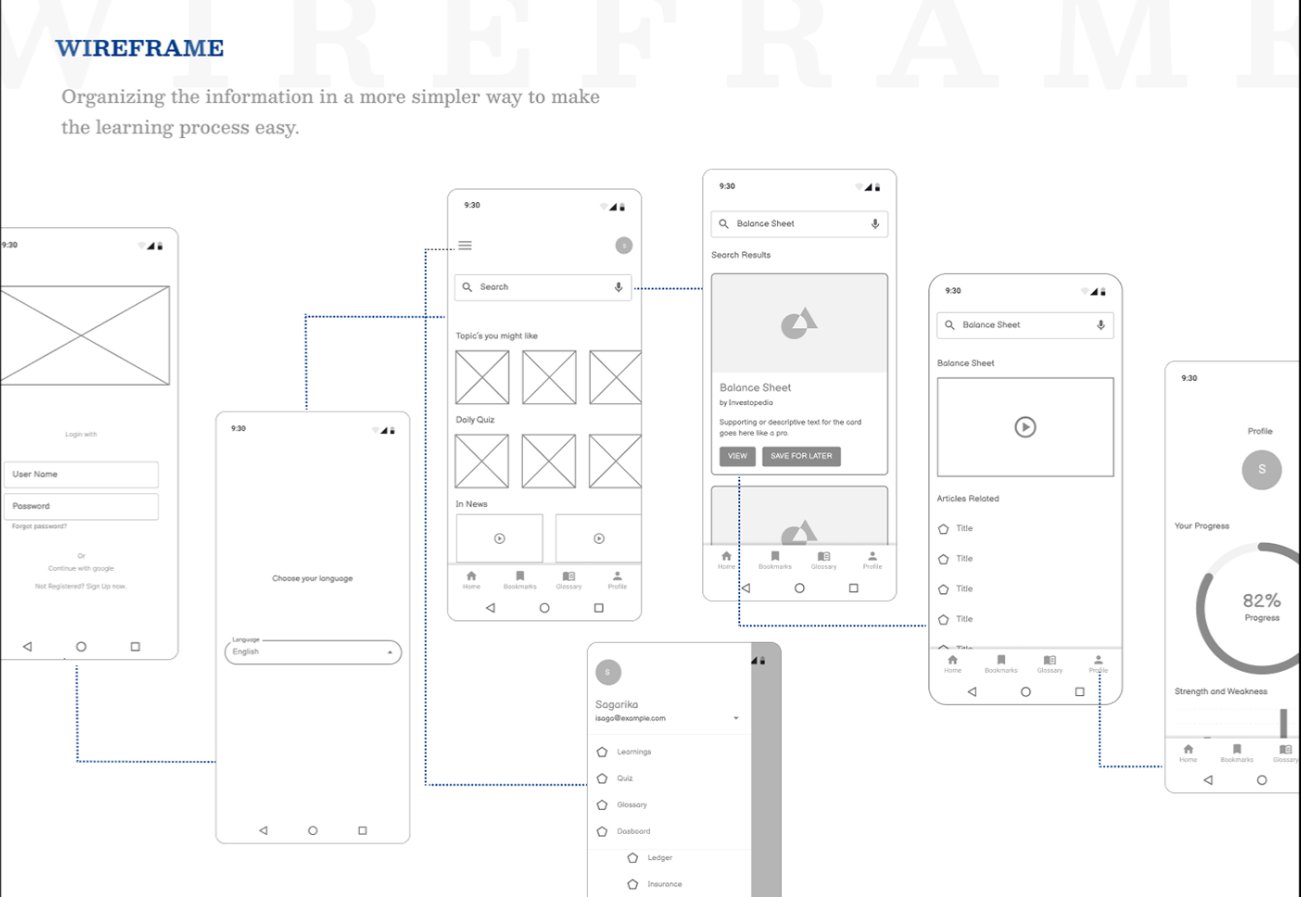 WIREFRAME
WIREFRAME
Organizing the information in a more simpler way to make
the learning process easy.
9:30
Login with
User Name
Password
Forgot password?
Or
Continue with google
Not Registered? Sign Up now.
9:30
Choose your language
Language
English
9:30
S
Search
Topic's you might like
Daily Quiz
In News
Home Bookmarks Glossary Profile
9:30
Balance Sheet
Search Results
Balance Sheet
by Investopedia
Supporting or descriptive text for the card
goes here like a pro.
VIEW SAVE FOR LATER
Home Bookmarks Glossary Profile
S
Sagarika
isaga@example.com
Learnings
Quiz
Glossary
Dasboard
Ledger
Insurance
9:30
Balance Sheet
Balance Sheet
Articles Related
Title
Title
Title
Title
Title
Home Bookmarks Glossary Profile
9:30
Profile
S
Your Progress
82%
Progress
Strength and Weakness
Home Bookmarks Glossary